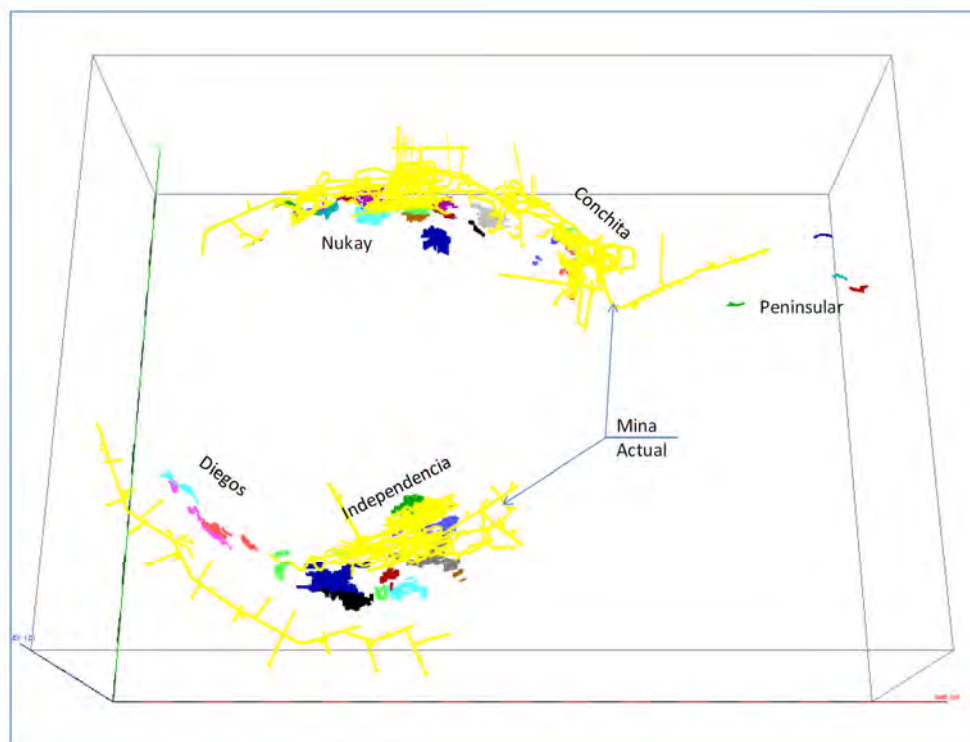 Conchita
Nukay
Peninsular
Mina
Actual
Diegos
Independencia